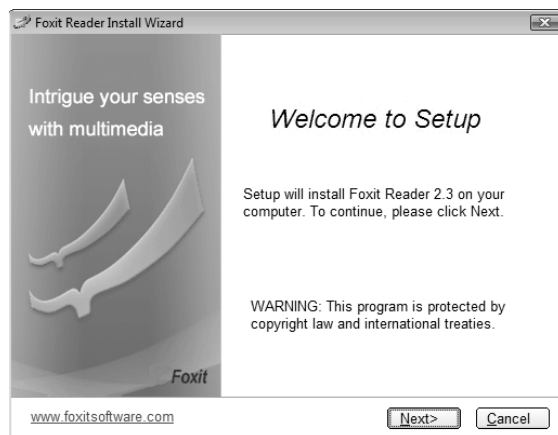 Foxit Reader Install Wizard
Intrigue your senses
with multimedia
Welcome to Setup
Setup will install Foxit Reader 2.3 on your
computer. To continue, please click Next.
WARNING: This program is protected by
copyright law and international treaties.
Foxit
www.foxitsoftware.com
Next>
Cancel